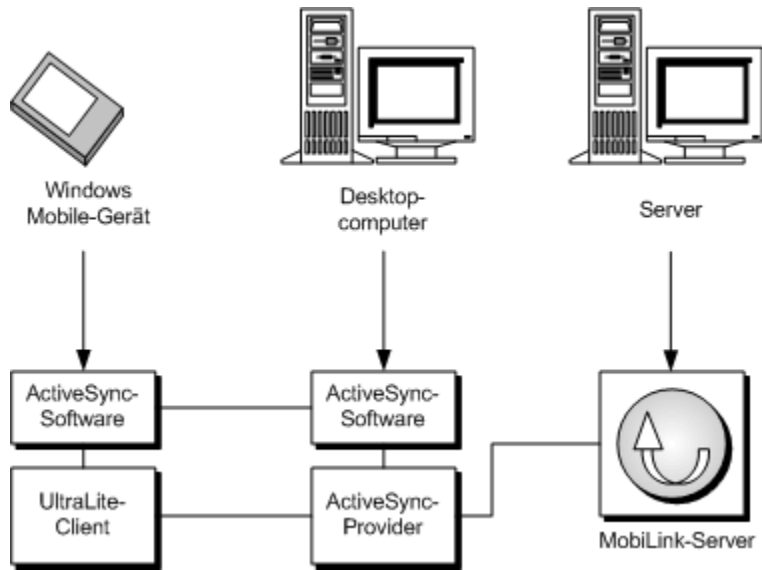 Windows
Mobile-Gerät
Desktop-
computer
Server
ActiveSync-
Software
ActiveSync-
Software
UltraLite-
Client
ActiveSync-
Provider
MobiLink-Server